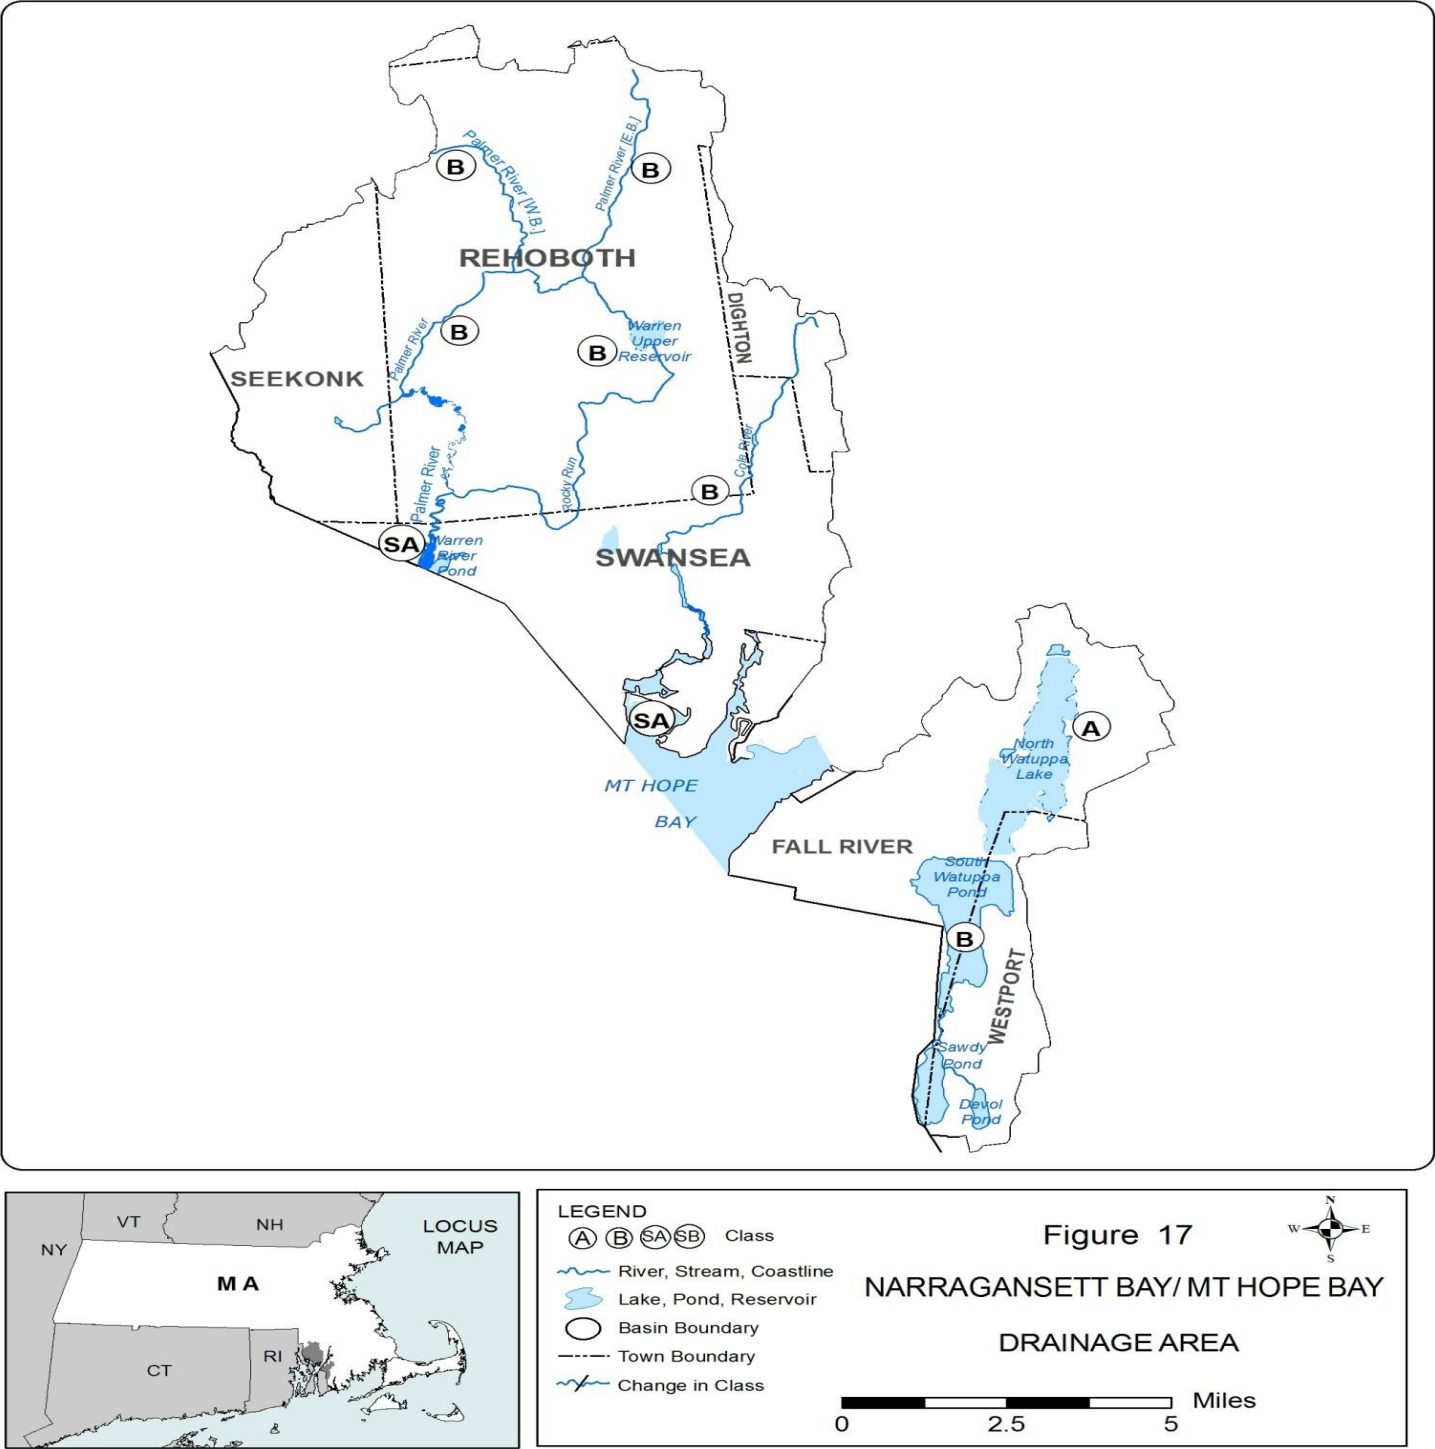 B
Palmer River [W.B.]
Palmer River [E.B.]
B
REHOBOTH
DIGHTON
Palmer River
B
B
Warren
Upper
Reservoir
SEEKONK
Palmer River
Rocky Run
Cole River
B
SA
Warren
River
Pond
SWANSEA
SA
MT HOPE
BAY
A
North
Watuppa
Lake
FALL RIVER
South
Watuppa
Pond
B
WESTPORT
Sawdy
Pond
Devol
Pond
NY
VT
NH
LOCUS
MAP
MA
CT
RI
LEGEND
A B SA SB Class
River, Stream, Coastline
Lake, Pond, Reservoir
Basin Boundary
Town Boundary
Change in Class
Figure 17
N
W E
S
NARRAGANSETT BAY/ MT HOPE BAY
DRAINAGE AREA
Miles
0 2.5 5